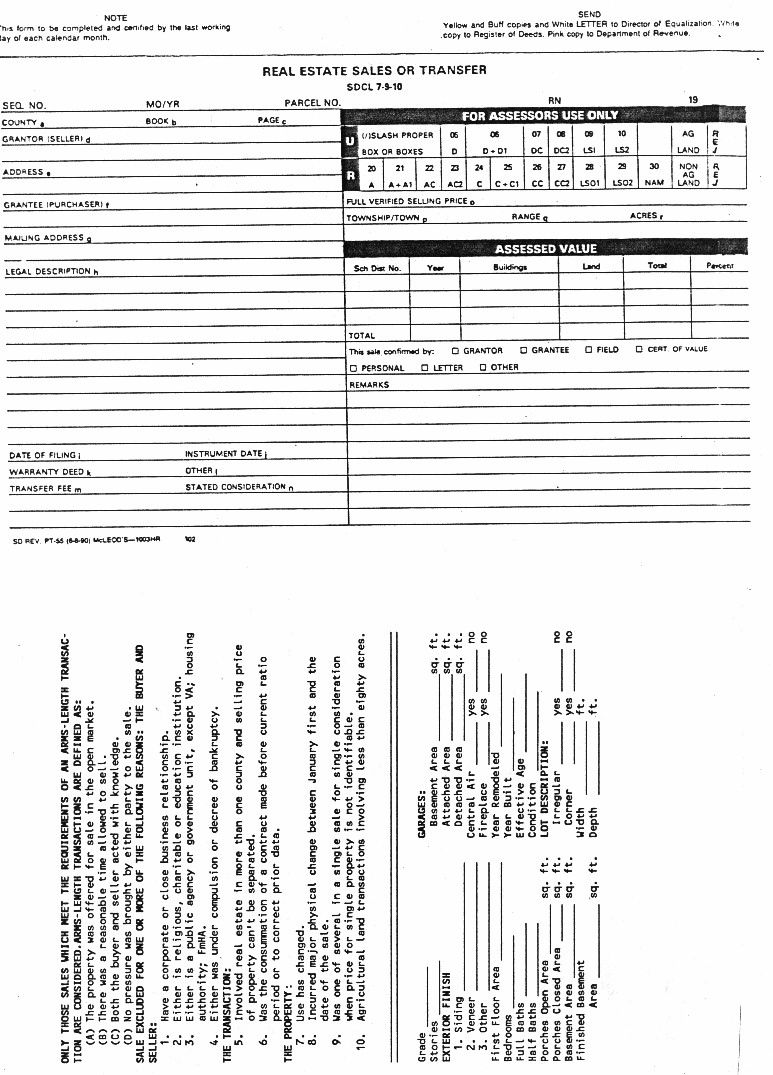 NOTE
This form to be completed and certified by the last working
day of each calendar month.
SEND
Yellow and Buff copies and White LETTER to Director of Equalization. White
copy to Register of Deeds. Pink copy to Department of Revenue.
REAL ESTATE SALES OR TRANSFER
SDCL 7-9-10
SEQ. NO. MO/YR PARCEL NO. RN 19
COUNTY a BOOK b PAGE c
GRANTOR (SELLER) d
ADDRESS e
GRANTEE (PURCHASER) f
MAILING ADDRESS g
LEGAL DESCRIPTION h
DATE OF FILING i INSTRUMENT DATE j
WARRANTY DEED k OTHER l
TRANSFER FEE m STATED CONSIDERATION n
FOR ASSESSORS USE ONLY
U (/)SLASH PROPER 05 06 07 08 09 10 AG R
BOX OR BOXES D D+D1 DC DC2 LS1 LS2 LAND E J
R 20 21 22 23 24 25 26 27 28 29 30 NON AG R
A A+A1 AC AC2 C C+C1 CC CC2 LSO1 LSO2 NAM LAND E J
FULL VERIFIED SELLING PRICE o
TOWNSHIP/TOWN p RANGE q ACRES r
ASSESSED VALUE
Sch Dist No. Year Buildings Land Total Percent
TOTAL
This sale confirmed by: ☐ GRANTOR ☐ GRANTEE ☐ FIELD ☐ CERT. OF VALUE
☐ PERSONAL ☐ LETTER ☐ OTHER
REMARKS
SD REV. PT-55 (6-8-90) McLEOD'S—1003HR 102
ONLY THOSE SALES WHICH MEET THE REQUIREMENTS OF AN ARMS-LENGTH TRANSAC-
TION ARE CONSIDERED.ARMS-LENGTH TRANSACTIONS ARE DEFINED AS:
(A) The property was offered for sale in the open market.
(B) There was a reasonable time allowed to sell.
(C) Both the buyer and seller acted with knowledge.
(D) No pressure was brought by either party to the sale.
SALE EXCLUDED FOR ONE OR MORE OF THE FOLLOWING REASONS: THE BUYER AND
SELLER:
1. Have a corporate or close business relationship.
2. Either is religious, charitable or education institution.
3. Either is a public agency or government unit, except VA; housing
authority; FmHA.
4. Either was under compulsion or decree of bankruptcy.
THE TRANSACTION:
5. Involved real estate in more than one county and selling price
of property can't be separated.
6. Was the consummation of a contract made before current ratio
period or to correct prior data.
THE PROPERTY:
7. Use has changed.
8. Incurred major physical change between January first and the
date of the sale.
9. Was one of several in a single sale for single consideration
when price for single property is not identifiable.
10. Agricultural land transactions involving less than eighty acres.
Grade
Stories
EXTERIOR FINISH
1. Siding
2. Veneer
3. Other
First Floor Area
Bedrooms
Full Baths
Half Baths
Porches Open Area sq. ft.
Porches Closed Area sq. ft.
Basement Area sq. ft.
Finished Basement
Area sq. ft.
GARAGES:
Basement Area sq. ft.
Attached Area sq. ft.
Detached Area sq. ft.
Central Air yes no
Fireplace yes no
Year Remodeled
Year Built
Effective Age
Condition
LOT DESCRIPTION:
Irregular yes no
Corner yes no
Width ft.
Depth ft.